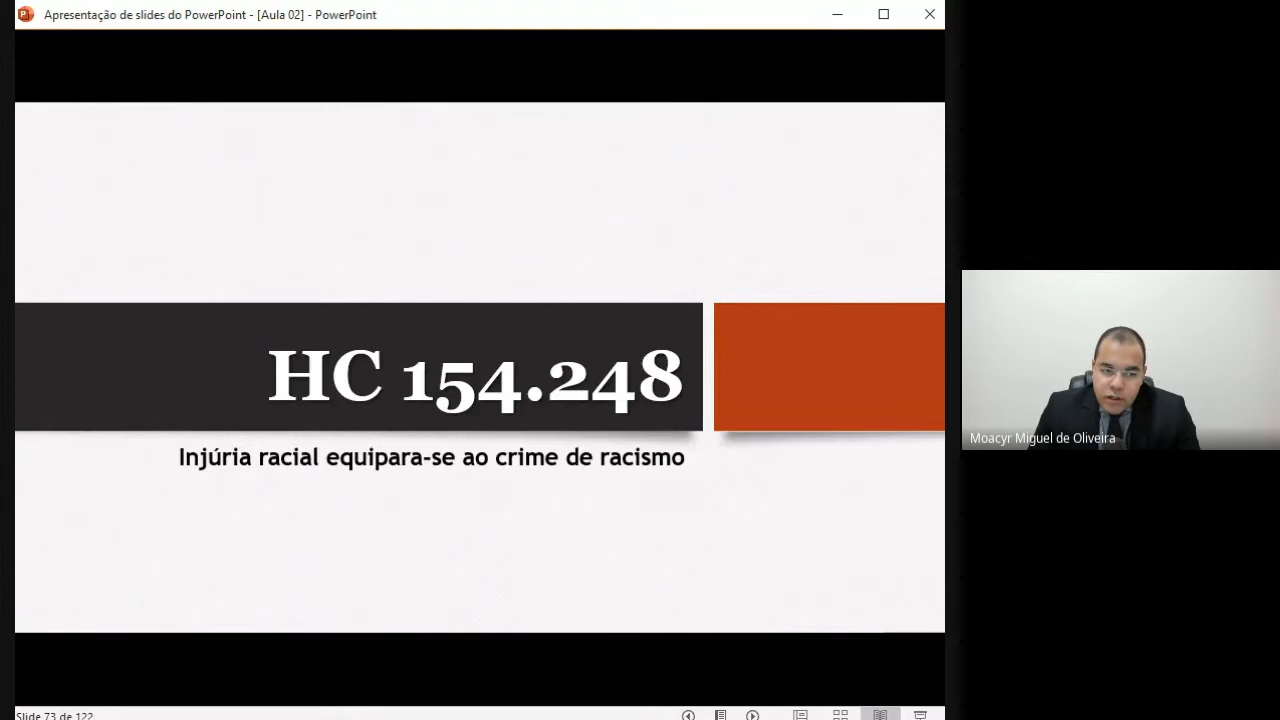 Apresentação de slides do PowerPoint - [Aula 02] - PowerPoint
HC 154.248
Injúria racial equipara-se ao crime de racismo
Moacyr Miguel de Oliveira
Slide 73 de 122